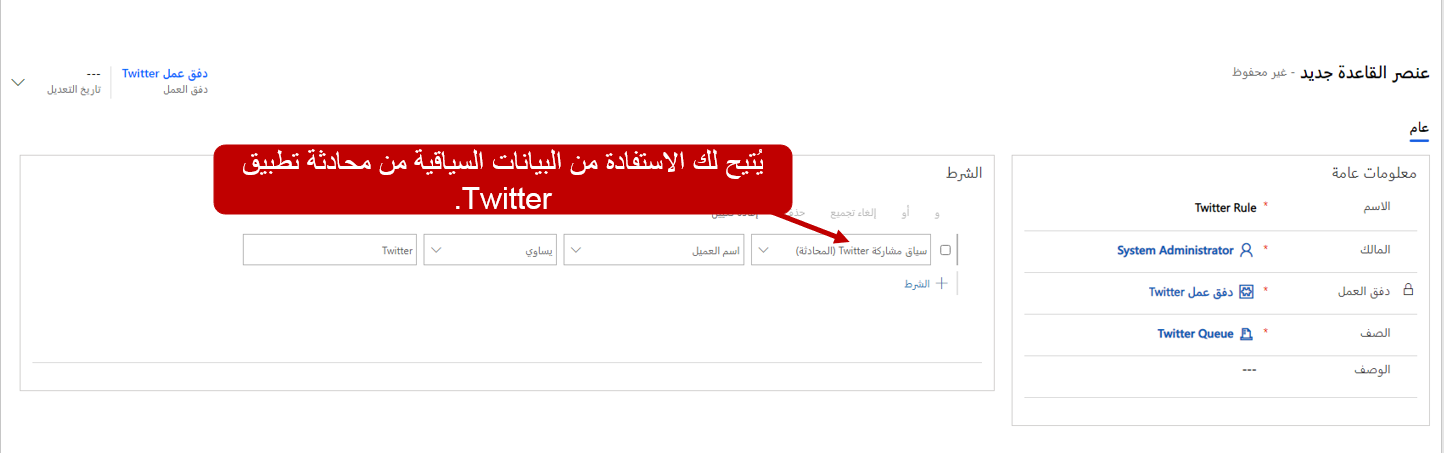 عنصر القاعدة جديد - غير محفوظ
دفق عمل Twitter
دفق العمل
---
تاريخ التعديل
عام
معلومات عامة
الاسم * Twitter Rule
المالك * System Administrator
دفق العمل * دفق عمل Twitter
الصف * Twitter Queue
الوصف ---
الشرط
يُتيح لك الاستفادة من البيانات السياقية من محادثة تطبيق
Twitter.
و أو إلغاء تجميع
سياق مشاركة Twitter (المحادثة) اسم العميل يساوي Twitter
الشرط